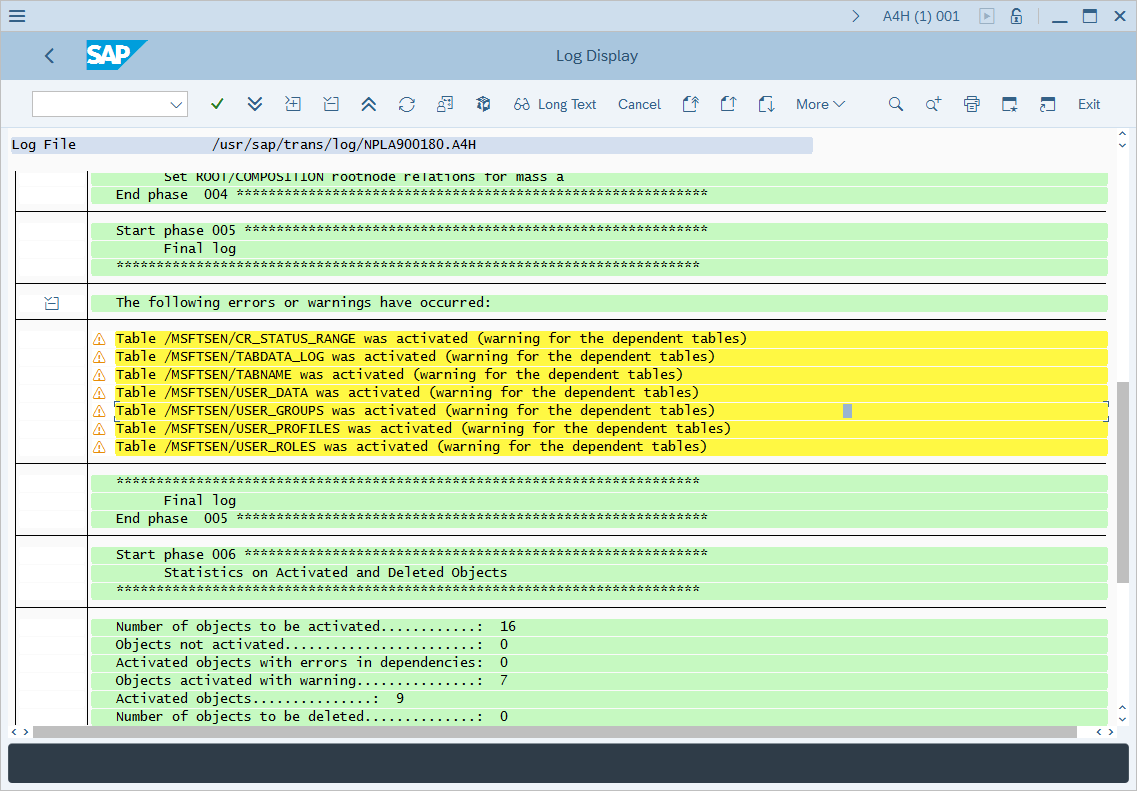 A4H (1) 001
SAP
Log Display
Long Text Cancel More Exit
Log File /usr/sap/trans/log/NPLA900180.A4H
Set ROOT/COMPOSITION rootnode relations for mass a
End phase 004 ***********************************************************
Start phase 005 **********************************************************
Final log
*************************************************************************
The following errors or warnings have occurred:
Table /MSFTSEN/CR_STATUS_RANGE was activated (warning for the dependent tables)
Table /MSFTSEN/TABDATA_LOG was activated (warning for the dependent tables)
Table /MSFTSEN/TABNAME was activated (warning for the dependent tables)
Table /MSFTSEN/USER_DATA was activated (warning for the dependent tables)
Table /MSFTSEN/USER_GROUPS was activated (warning for the dependent tables)
Table /MSFTSEN/USER_PROFILES was activated (warning for the dependent tables)
Table /MSFTSEN/USER_ROLES was activated (warning for the dependent tables)
*************************************************************************
Final log
End phase 005 ***********************************************************
Start phase 006 **********************************************************
Statistics on Activated and Deleted Objects
*************************************************************************
Number of objects to be activated............: 16
Objects not activated........................: 0
Activated objects with errors in dependencies: 0
Objects activated with warning...............: 7
Activated objects...............: 9
Number of objects to be deleted..............: 0